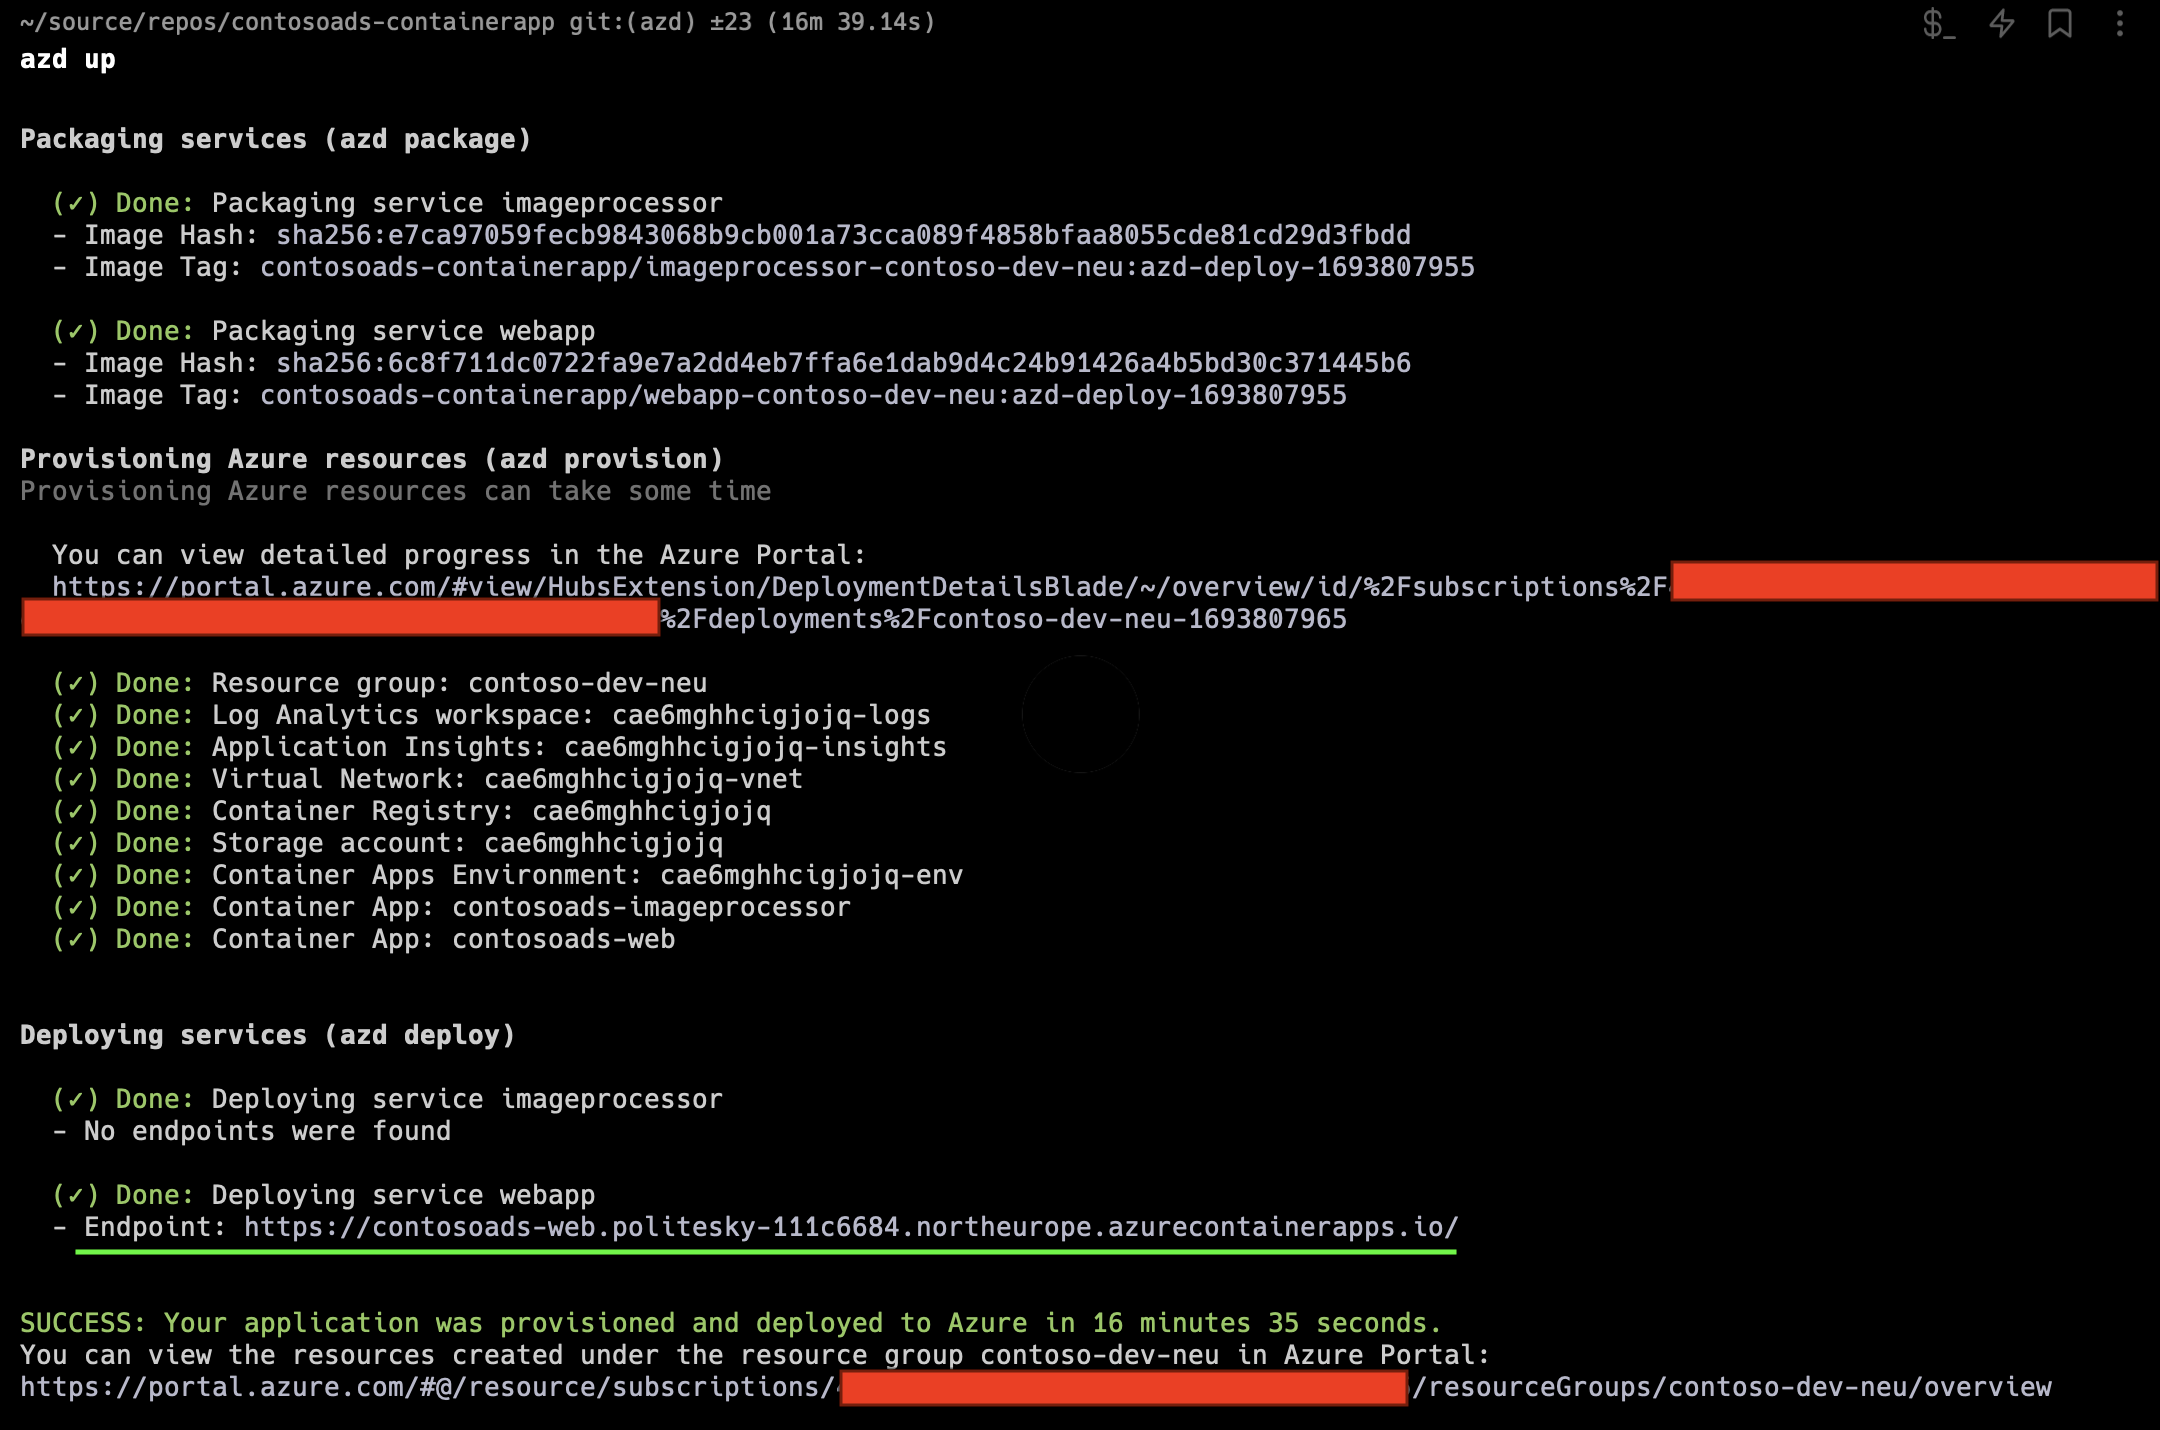 ~/source/repos/contosoads-containerapp git:(azd) ±23 (16m 39.14s)
$_
azd up
Packaging services (azd package)
(✓) Done: Packaging service imageprocessor
- Image Hash: sha256:e7ca97059fecb9843068b9cb001a73cca089f4858bfaa8055cde81cd29d3fbdd
- Image Tag: contosoads-containerapp/imageprocessor-contoso-dev-neu:azd-deploy-1693807955
(✓) Done: Packaging service webapp
- Image Hash: sha256:6c8f711dc0722fa9e7a2dd4eb7ffa6e1dab9d4c24b91426a4b5bd30c371445b6
- Image Tag: contosoads-containerapp/webapp-contoso-dev-neu:azd-deploy-1693807955
Provisioning Azure resources (azd provision)
Provisioning Azure resources can take some time
You can view detailed progress in the Azure Portal:
https://portal.azure.com/#view/HubsExtension/DeploymentDetailsBlade/~/overview/id/%2Fsubscriptions%2F
%2Fdeployments%2Fcontoso-dev-neu-1693807965
(✓) Done: Resource group: contoso-dev-neu
(✓) Done: Log Analytics workspace: cae6mghhcigjojq-logs
(✓) Done: Application Insights: cae6mghhcigjojq-insights
(✓) Done: Virtual Network: cae6mghhcigjojq-vnet
(✓) Done: Container Registry: cae6mghhcigjojq
(✓) Done: Storage account: cae6mghhcigjojq
(✓) Done: Container Apps Environment: cae6mghhcigjojq-env
(✓) Done: Container App: contosoads-imageprocessor
(✓) Done: Container App: contosoads-web
Deploying services (azd deploy)
(✓) Done: Deploying service imageprocessor
- No endpoints were found
(✓) Done: Deploying service webapp
- Endpoint: https://contosoads-web.politesky-111c6684.northeurope.azurecontainerapps.io/
SUCCESS: Your application was provisioned and deployed to Azure in 16 minutes 35 seconds.
You can view the resources created under the resource group contoso-dev-neu in Azure Portal:
https://portal.azure.com/#@/resource/subscriptions/ /resourceGroups/contoso-dev-neu/overview